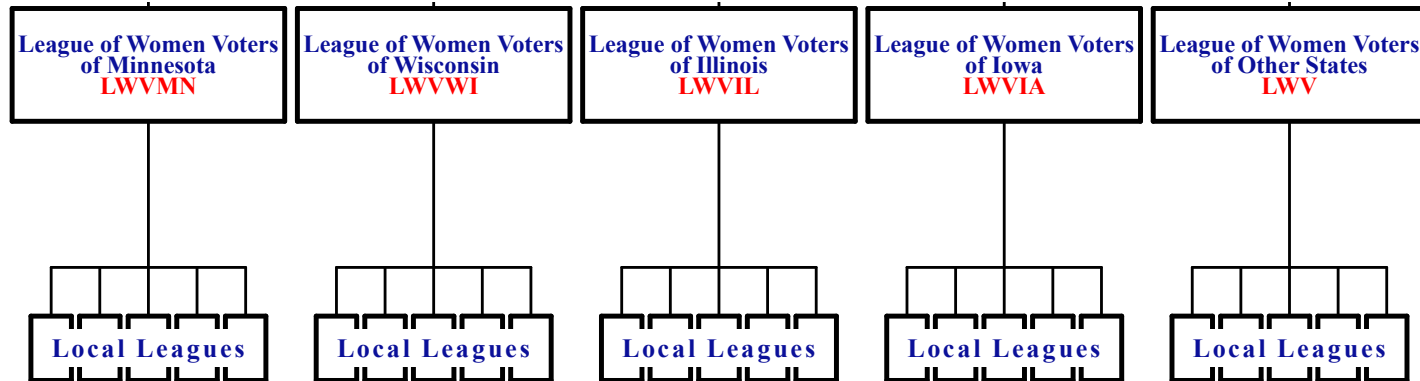 League of Women Voters
of Minnesota
LWVMN
League of Women Voters
of Wisconsin
LWVWI
League of Women Voters
of Illinois
LWVIL
League of Women Voters
of Iowa
LWVIA
League of Women Voters
of Other States
LWV
Local Leagues
Local Leagues
Local Leagues
Local Leagues
Local Leagues